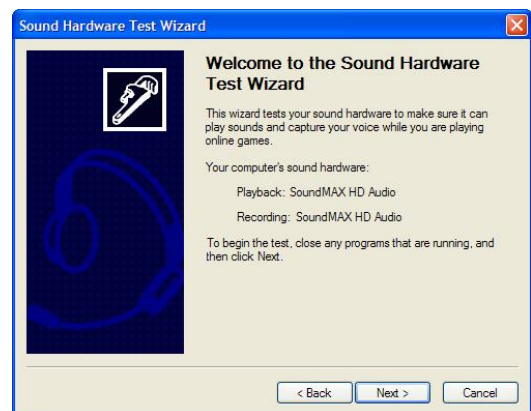 Sound Hardware Test Wizard
Welcome to the Sound Hardware
Test Wizard
This wizard tests your sound hardware to make sure it can
play sounds and capture your voice while you are playing
online games.
Your computer's sound hardware:
Playback: SoundMAX HD Audio
Recording: SoundMAX HD Audio
To begin the test, close any programs that are running, and
then click Next.
< Back Next > Cancel